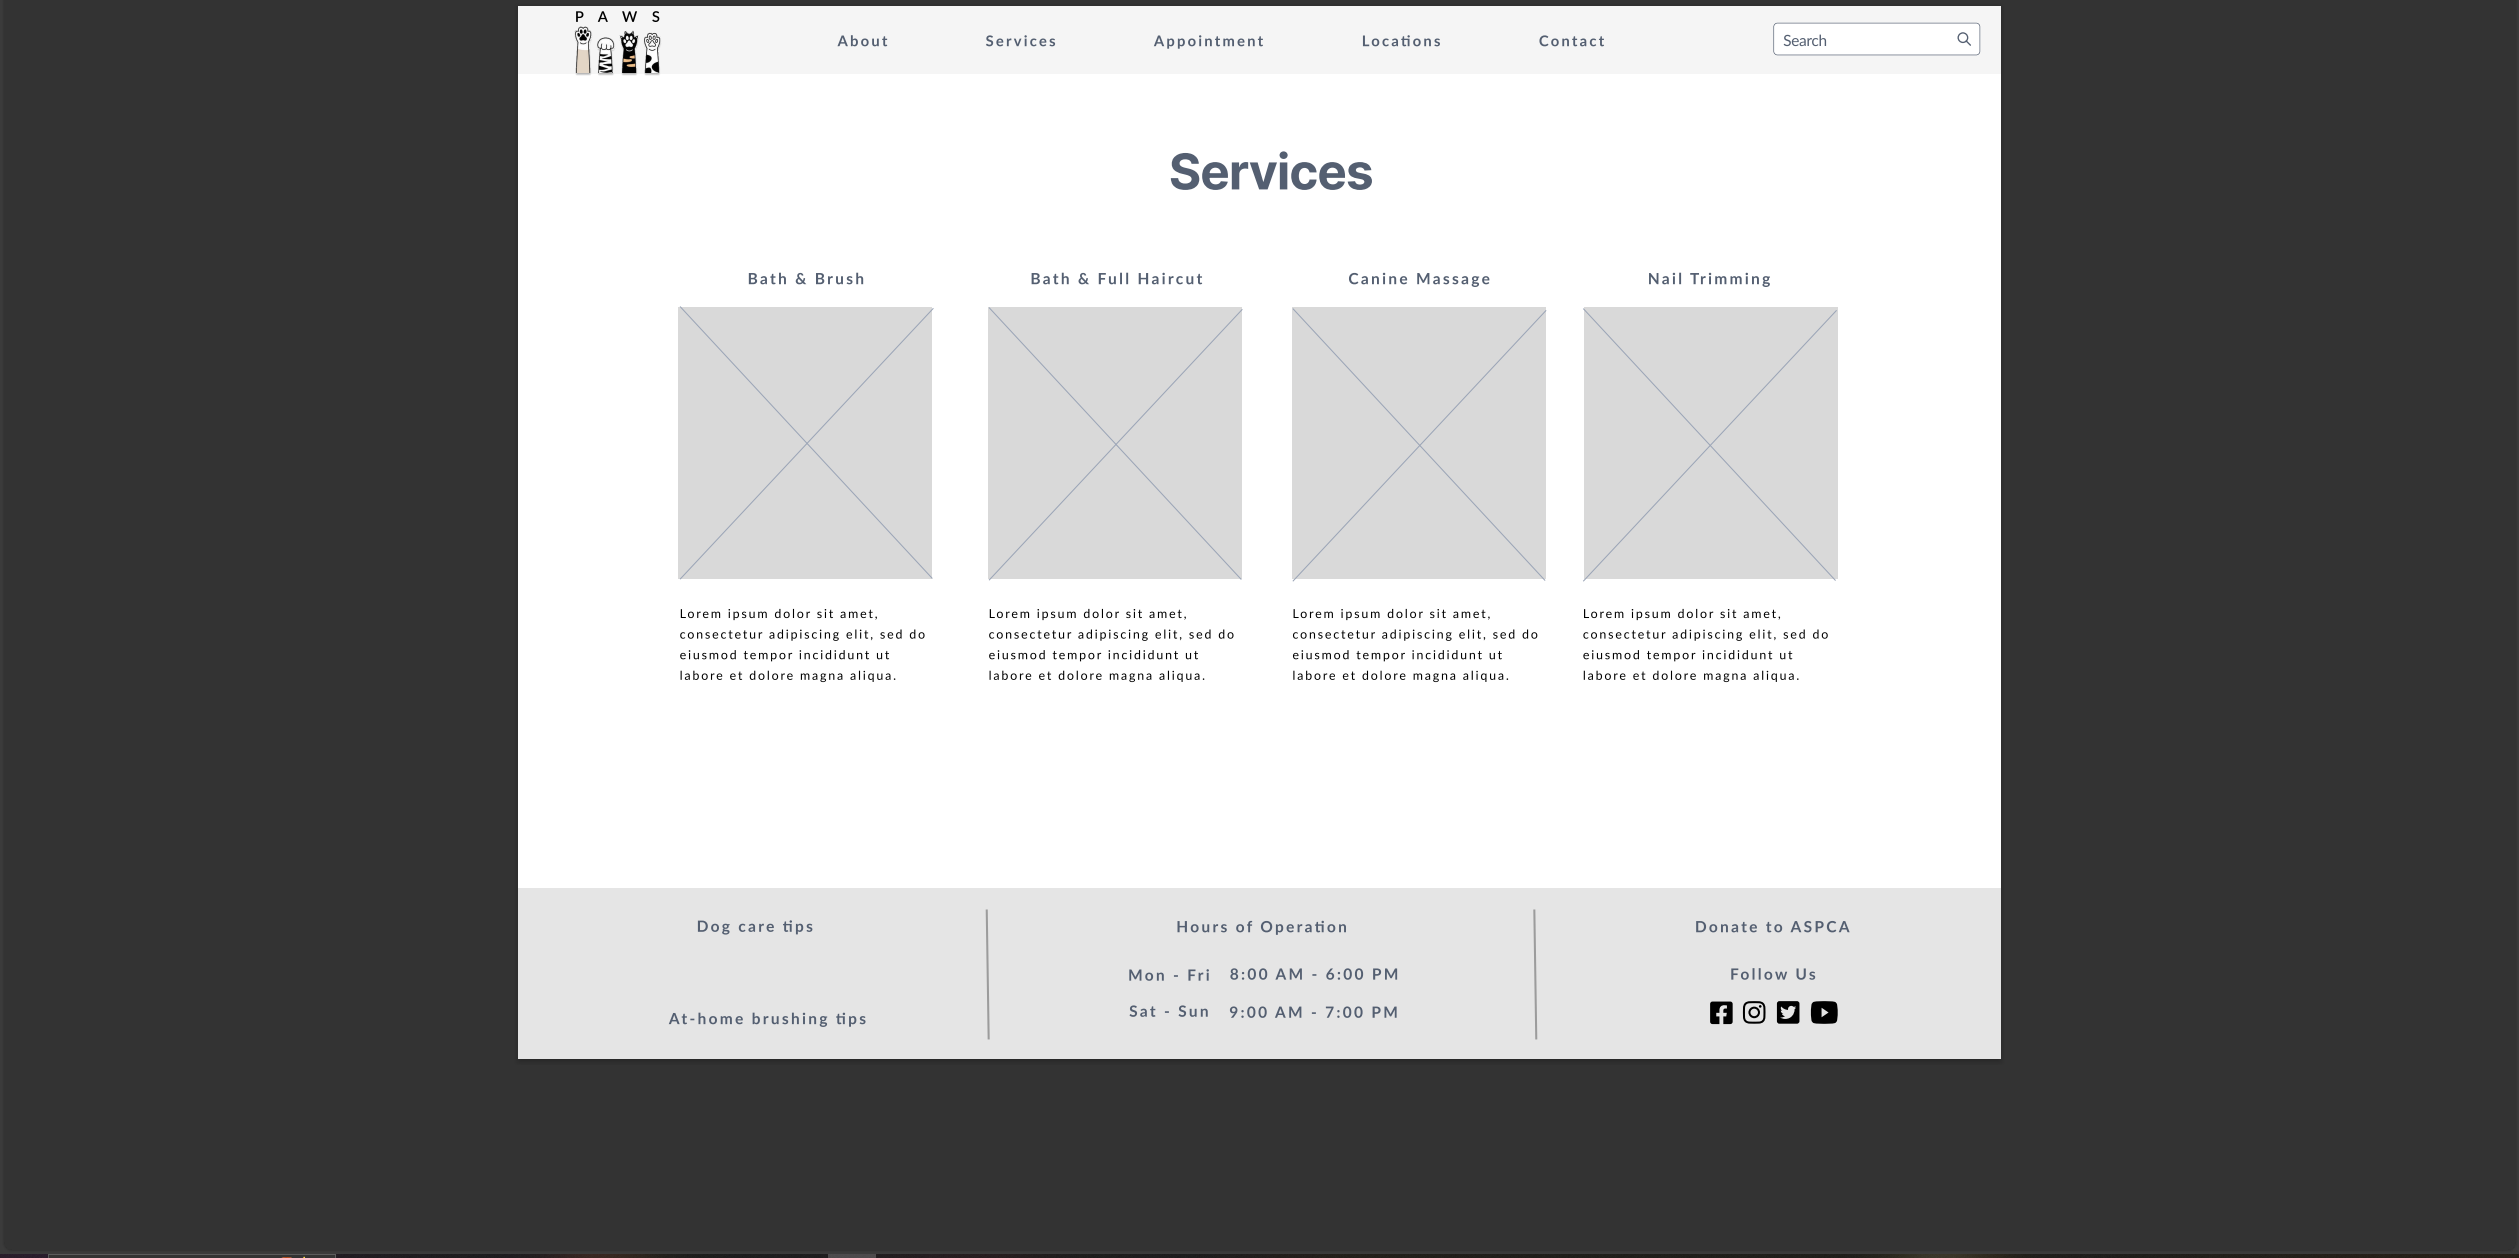 P A W S
About Services Appointment Locations Contact
Search
Services
Bath & Brush
Lorem ipsum dolor sit amet,
consectetur adipiscing elit, sed do
eiusmod tempor incididunt ut
labore et dolore magna aliqua.
Bath & Full Haircut
Lorem ipsum dolor sit amet,
consectetur adipiscing elit, sed do
eiusmod tempor incididunt ut
labore et dolore magna aliqua.
Canine Massage
Lorem ipsum dolor sit amet,
consectetur adipiscing elit, sed do
eiusmod tempor incididunt ut
labore et dolore magna aliqua.
Nail Trimming
Lorem ipsum dolor sit amet,
consectetur adipiscing elit, sed do
eiusmod tempor incididunt ut
labore et dolore magna aliqua.
Dog care tips
At-home brushing tips
Hours of Operation
Mon - Fri 8:00 AM - 6:00 PM
Sat - Sun 9:00 AM - 7:00 PM
Donate to ASPCA
Follow Us